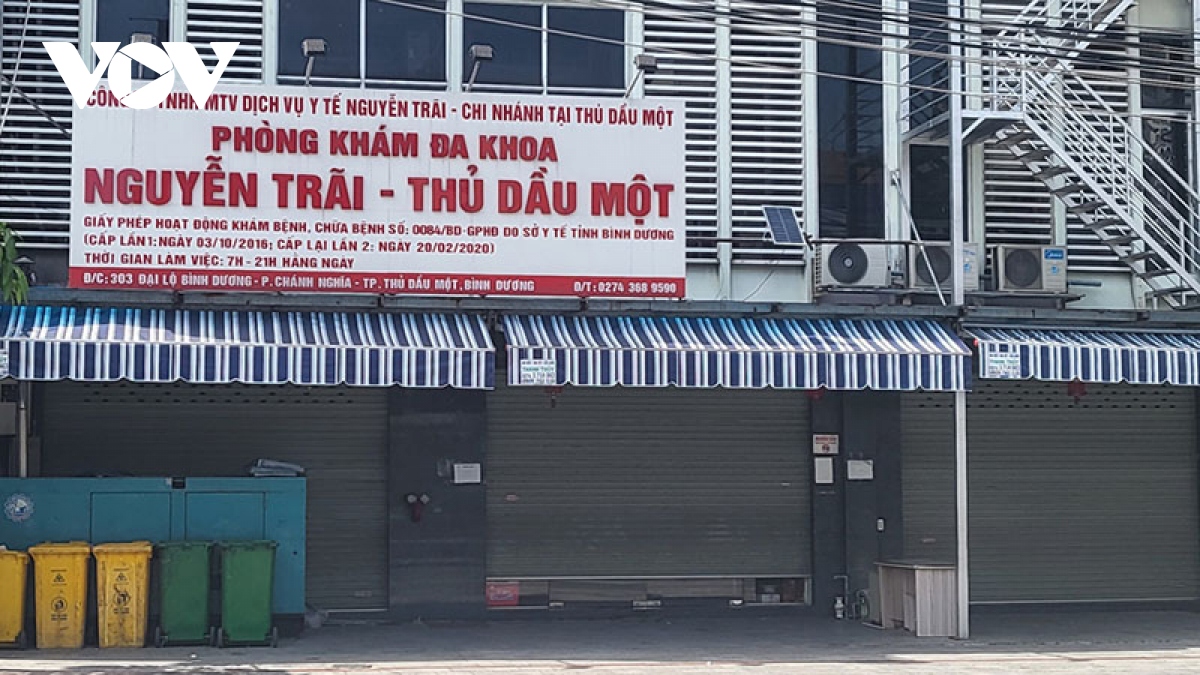 VOV
CÔNG TY TNHH MTV DỊCH VỤ Y TẾ NGUYỄN TRÃI - CHI NHÁNH TẠI THỦ DẦU MỘT
PHÒNG KHÁM ĐA KHOA
NGUYỄN TRÃI - THỦ DẦU MỘT
GIẤY PHÉP HOẠT ĐỘNG KHÁM BỆNH, CHỮA BỆNH SỐ: 0084/BD-GPHĐ DO SỞ Y TẾ TỈNH BÌNH DƯƠNG
(CẤP LẦN 1: NGÀY 03/10/2016; CẤP LẠI LẦN 2: NGÀY 20/02/2020)
THỜI GIAN LÀM VIỆC: 7H - 21H HÀNG NGÀY
Đ/C: 303 ĐẠI LỘ BÌNH DƯƠNG - P. CHÁNH NGHĨA - TP. THỦ DẦU MỘT, BÌNH DƯƠNG Đ/T: 0274 368 9590